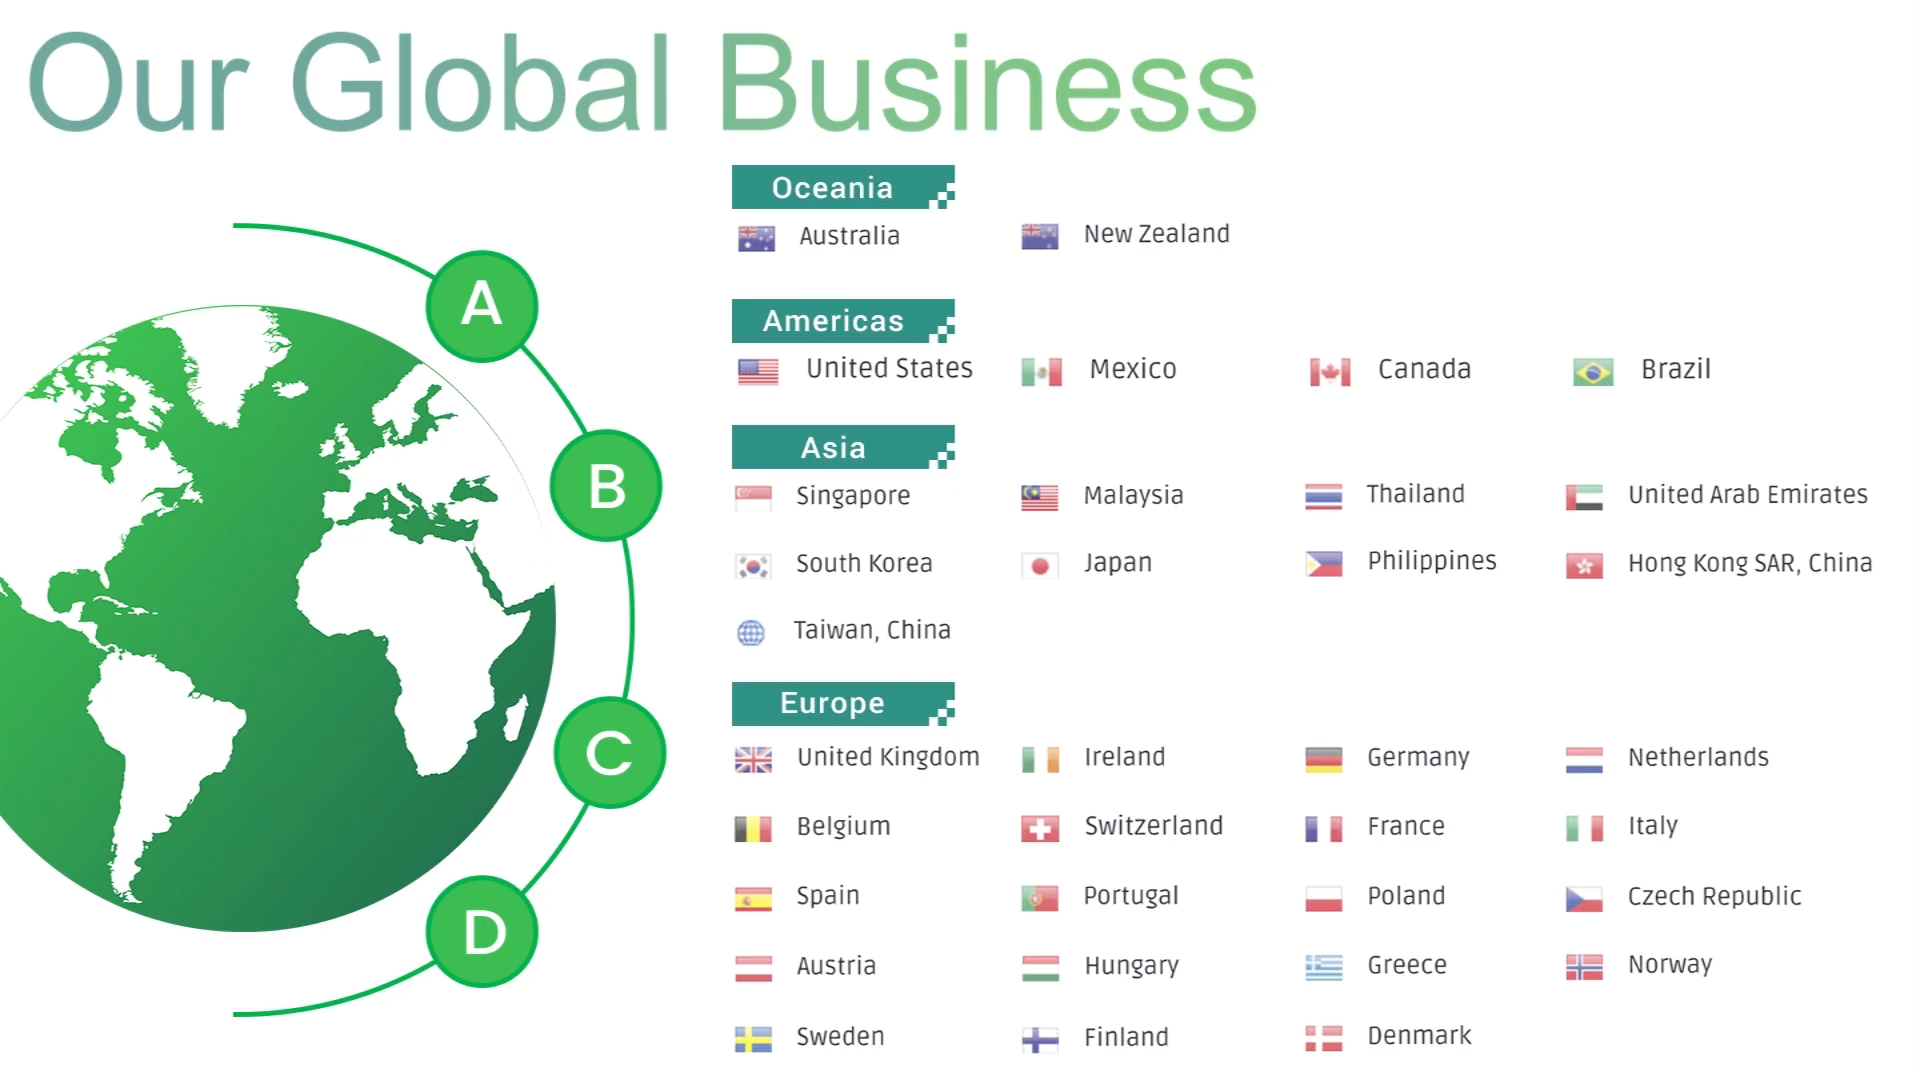 Our Global Business
Oceania
Australia
New Zealand
Americas
United States
Mexico
Canada
Brazil
Asia
Singapore
Malaysia
Thailand
United Arab Emirates
South Korea
Japan
Philippines
Hong Kong SAR, China
Taiwan, China
Europe
United Kingdom
Ireland
Germany
Netherlands
Belgium
Switzerland
France
Italy
Spain
Portugal
Poland
Czech Republic
Austria
Hungary
Greece
Norway
Sweden
Finland
Denmark
A
B
C
D